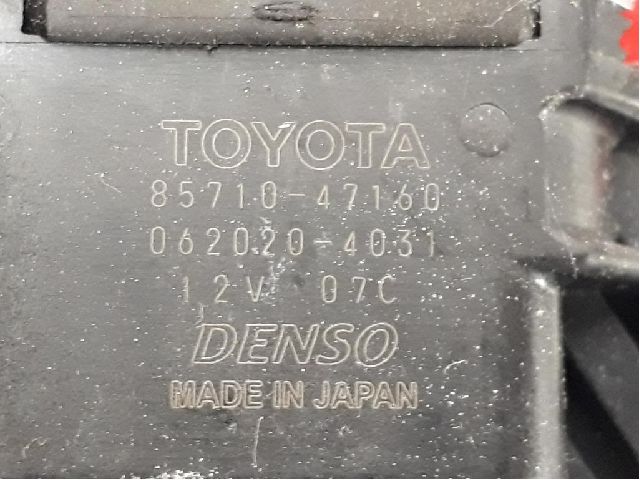 TOYOTA
85710-47160
062020-4031
12V 07C
DENSO
MADE IN JAPAN